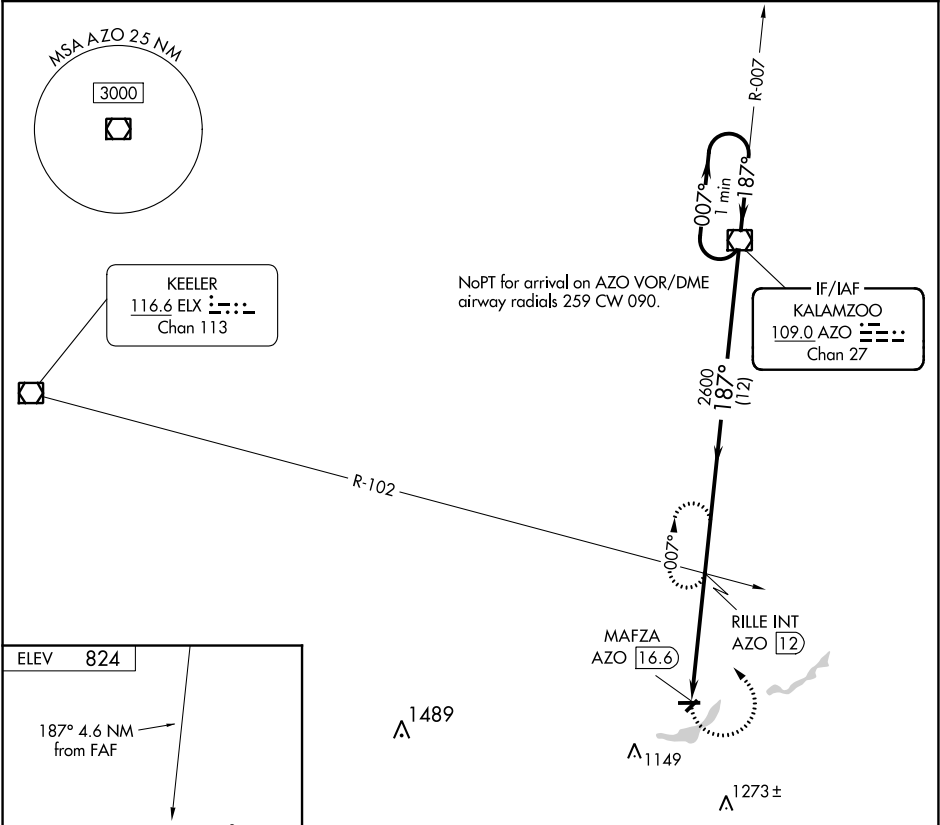 MSA AZO 25 NM
3000
R-007
007°
1 min
187°
KEELER
116.6 ELX
Chan 113
NoPT for arrival on AZO VOR/DME
airway radials 259 CW 090.
IF/IAF
KALAMZOO
109.0 AZO
Chan 27
2600
187°
(12)
R-102
007°
RILLE INT
AZO 12
MAFZA
AZO 16.6
ELEV 824
187° 4.6 NM
from FAF
1489
1149
1273±